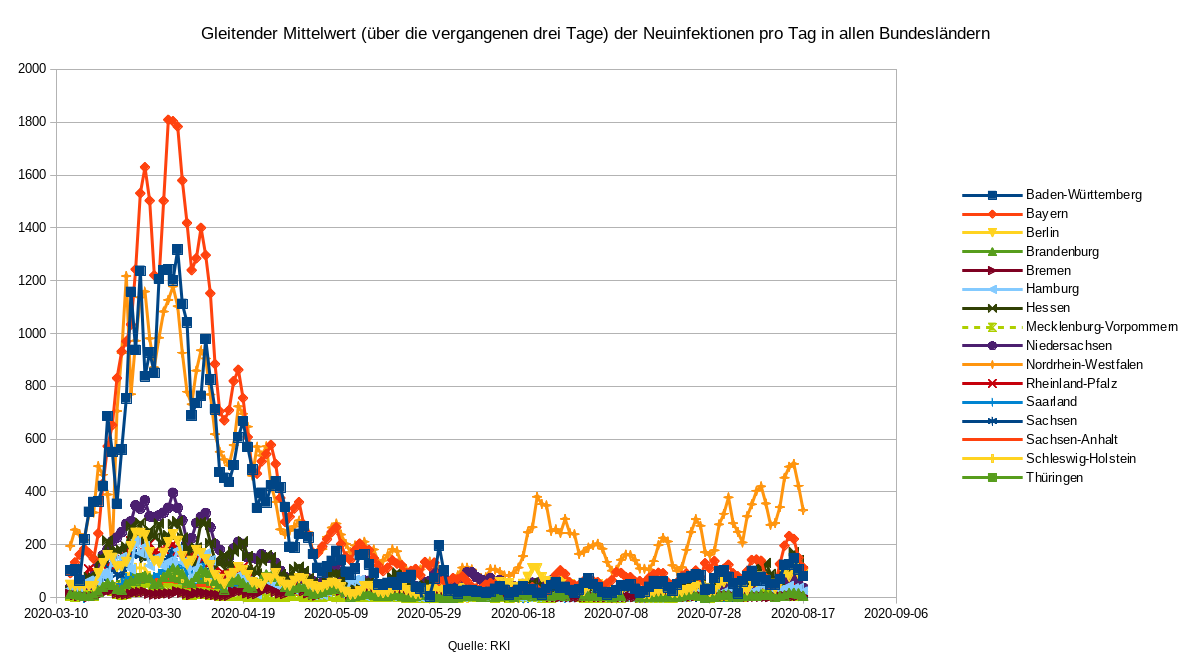 Gleitender Mittelwert (über die vergangenen drei Tage) der Neuinfektionen pro Tag in allen Bundesländern
2000
1800
1600
1400
1200
1000
800
600
400
200
0
2020-03-10 2020-03-30 2020-04-19 2020-05-09 2020-05-29 2020-06-18 2020-07-08 2020-07-28 2020-08-17 2020-09-06
Baden-Württemberg
Bayern
Berlin
Brandenburg
Bremen
Hamburg
Hessen
Mecklenburg-Vorpommern
Niedersachsen
Nordrhein-Westfalen
Rheinland-Pfalz
Saarland
Sachsen
Sachsen-Anhalt
Schleswig-Holstein
Thüringen
Quelle: RKI